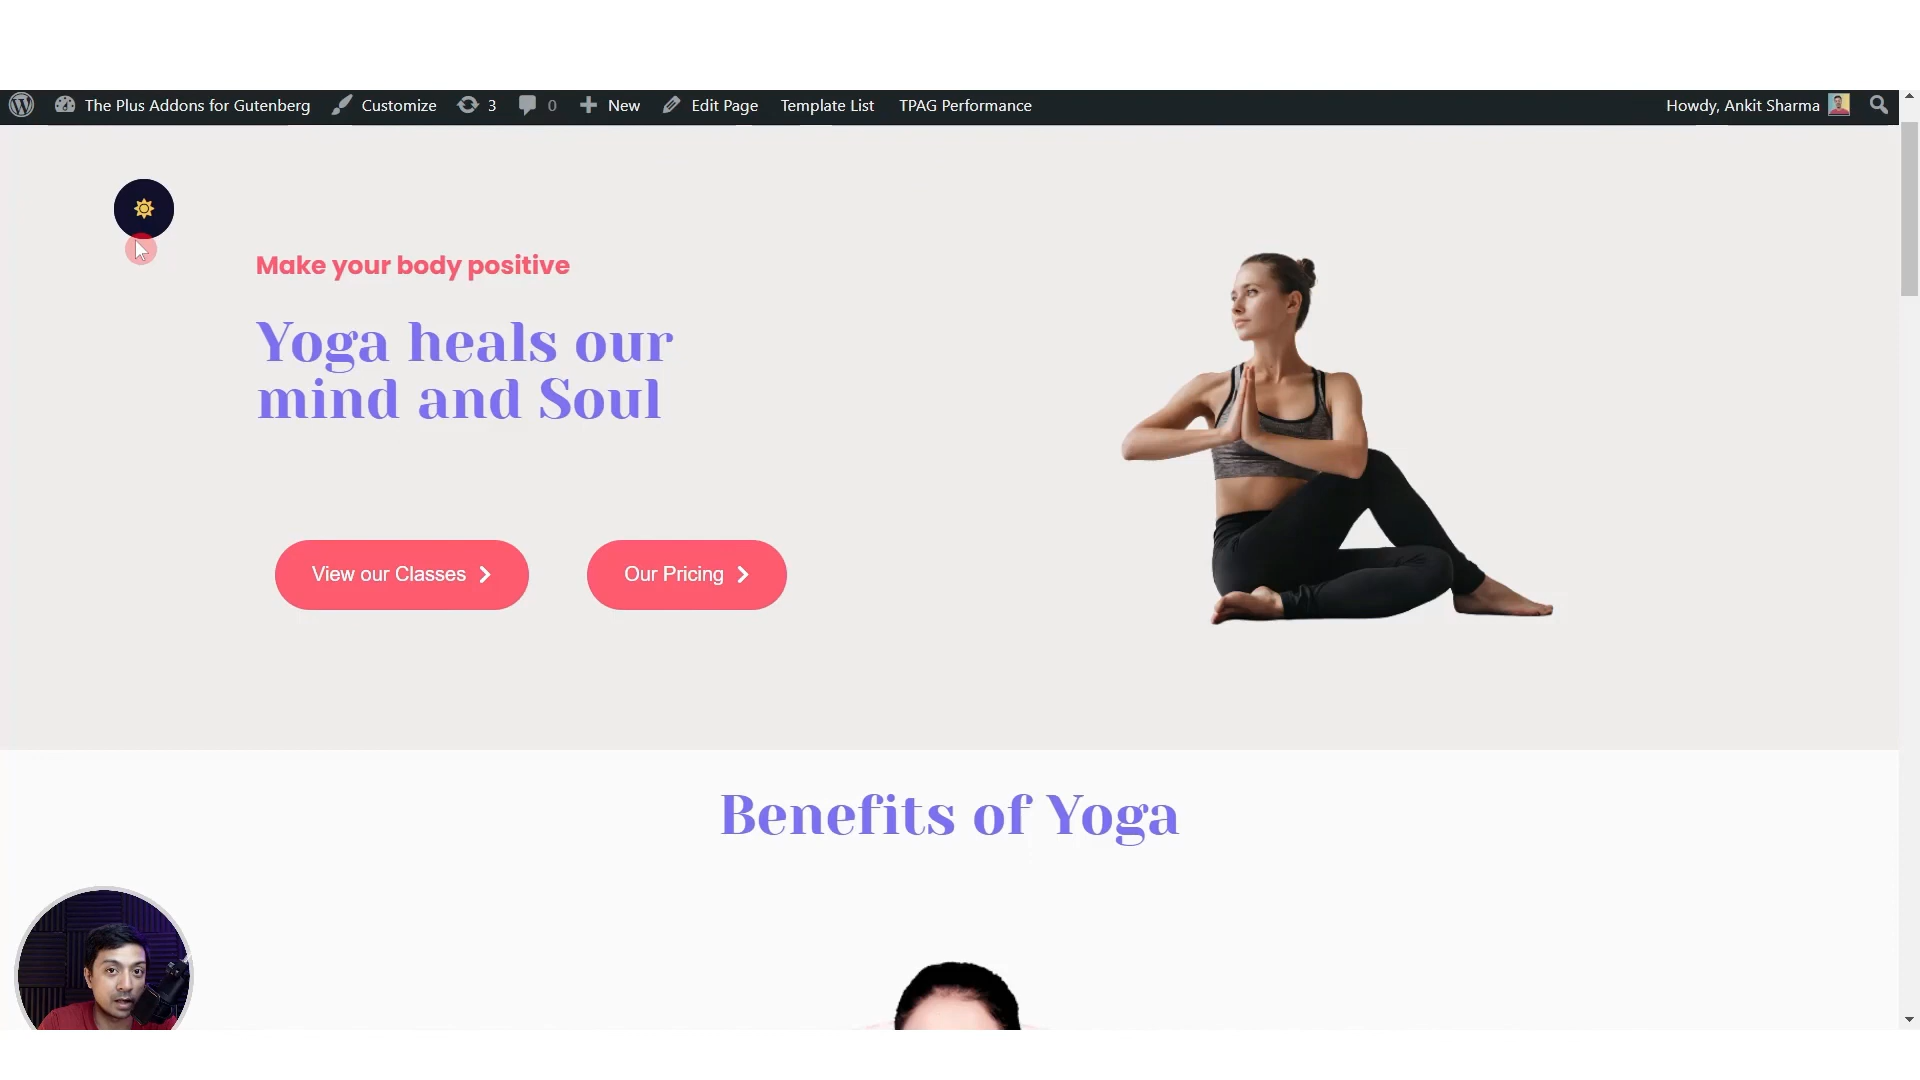 The Plus Addons for Gutenberg Customize 3 0 New Edit Page Template List TPAG Performance Howdy, Ankit Sharma
Make your body positive
Yoga heals our
mind and Soul
View our Classes
Our Pricing
Benefits of Yoga